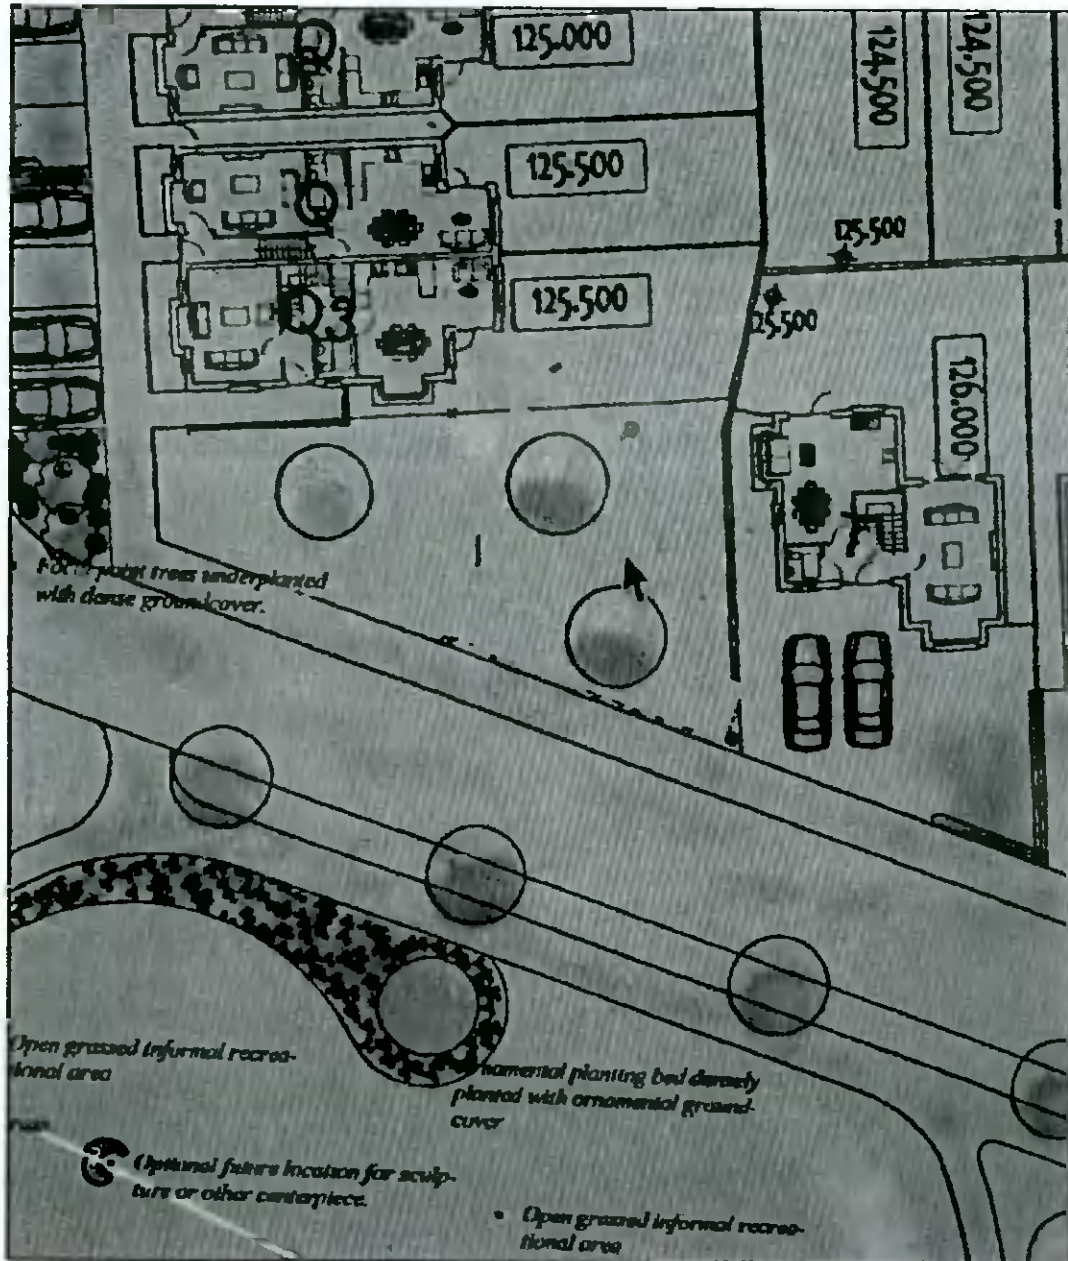 125.000
124,500
124,500
125.500
125.500
125.500
25.500
126.000
trees underplanted
with dense groundcover.
Open grassed informal recrea-
tional area
namental planting bed densely
planted with ornamental ground-
cover
Optional future location for sculp-
ture or other centerpiece.
Open grassed informal recrea-
tional area